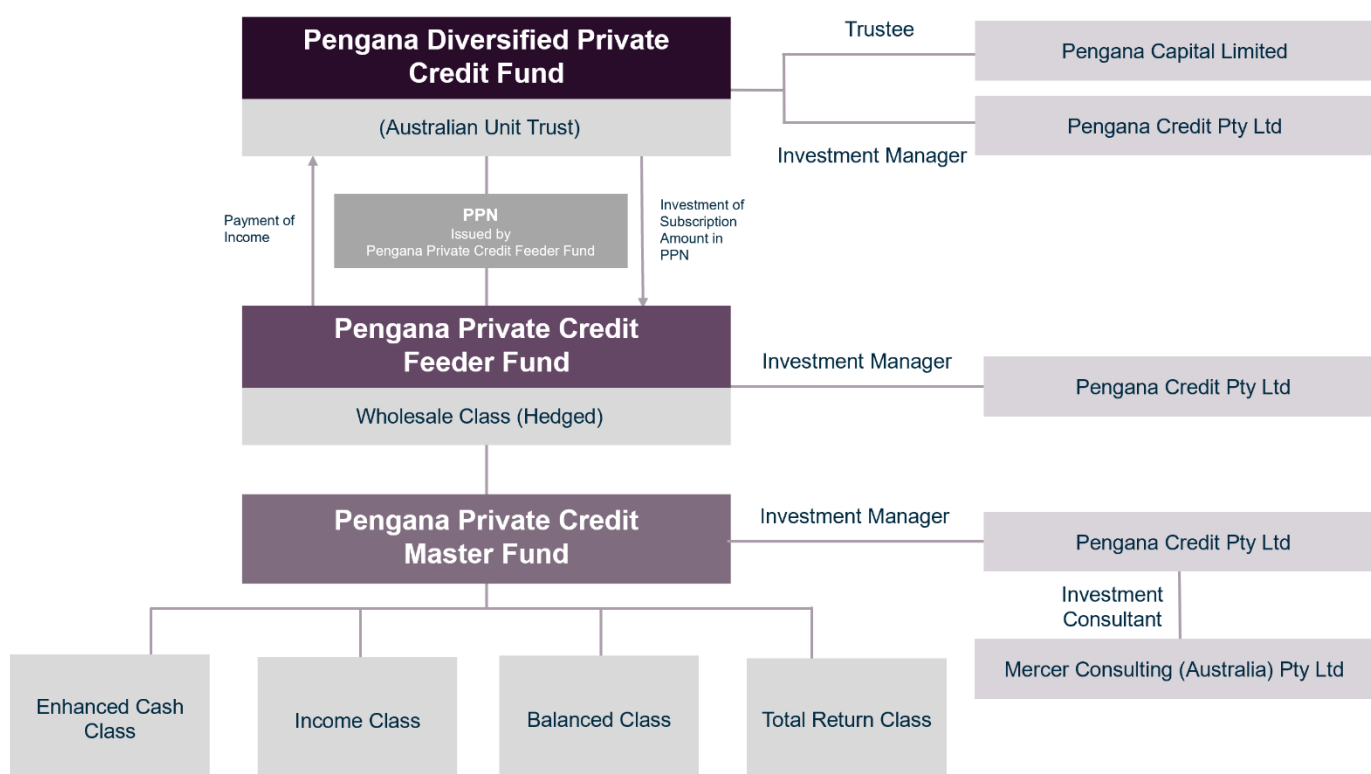 Pengana Diversified Private
Credit Fund
(Australian Unit Trust)
Trustee
Pengana Capital Limited
Pengana Credit Pty Ltd
Investment Manager
Payment of
Income
PPN
Issued by
Pengana Private Credit Feeder Fund
Investment of
Subscription
Amount in
PPN
Pengana Private Credit
Feeder Fund
Wholesale Class (Hedged)
Investment Manager
Pengana Credit Pty Ltd
Pengana Private Credit
Master Fund
Investment Manager
Pengana Credit Pty Ltd
Investment
Consultant
Mercer Consulting (Australia) Pty Ltd
Enhanced Cash
Class
Income Class
Balanced Class
Total Return Class